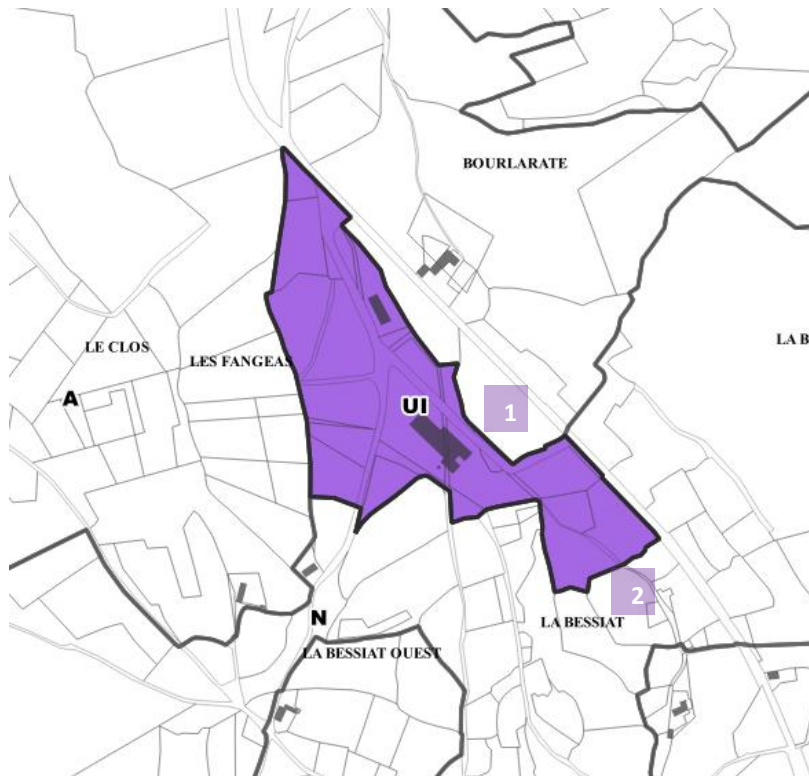 BOURLARATE
LE CLOS
LES FANGEAS
LA B
A
UI
1
2
N
LA BESSIAT
LA BESSIAT OUEST